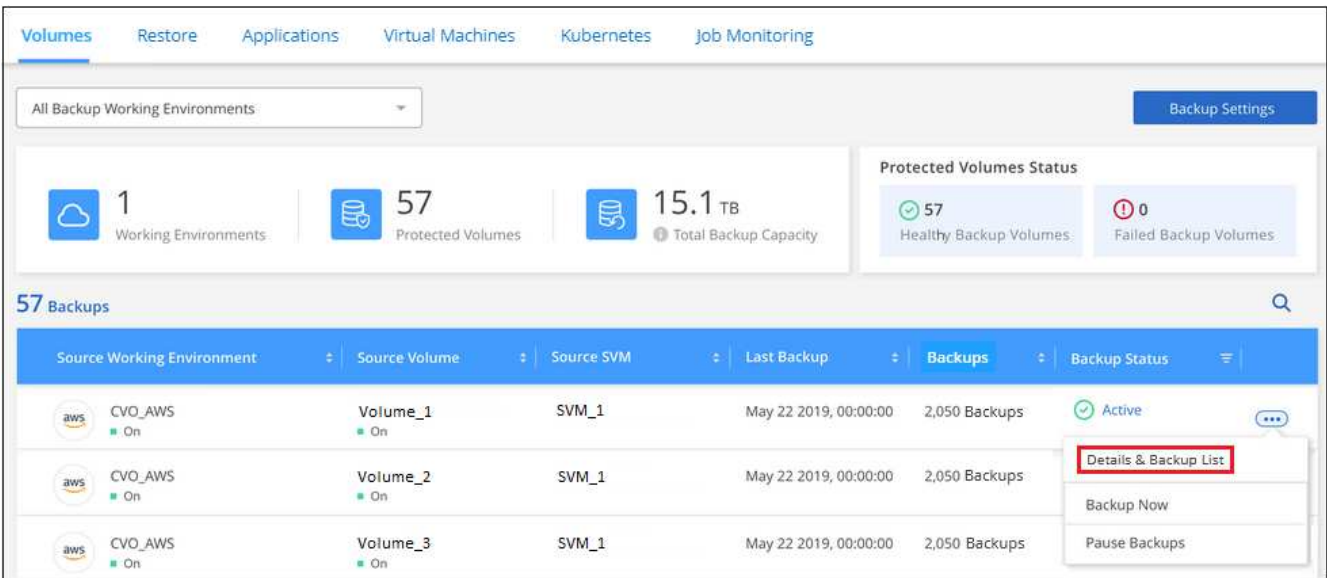 Volumes Restore Applications Virtual Machines Kubernetes Job Monitoring
All Backup Working Environments
Backup Settings
1
Working Environments
57
Protected Volumes
15.1 TB
Total Backup Capacity
Protected Volumes Status
57
Healthy Backup Volumes
0
Failed Backup Volumes
57 Backups
Source Working Environment Source Volume Source SVM Last Backup Backups Backup Status
aws CVO_AWS Volume_1 SVM_1 May 22 2019, 00:00:00 2,050 Backups Active
On On
Details & Backup List
aws CVO_AWS Volume_2 SVM_1 May 22 2019, 00:00:00 2,050 Backups
On On
Backup Now
aws CVO_AWS Volume_3 SVM_1 May 22 2019, 00:00:00 2,050 Backups Pause Backups
On On